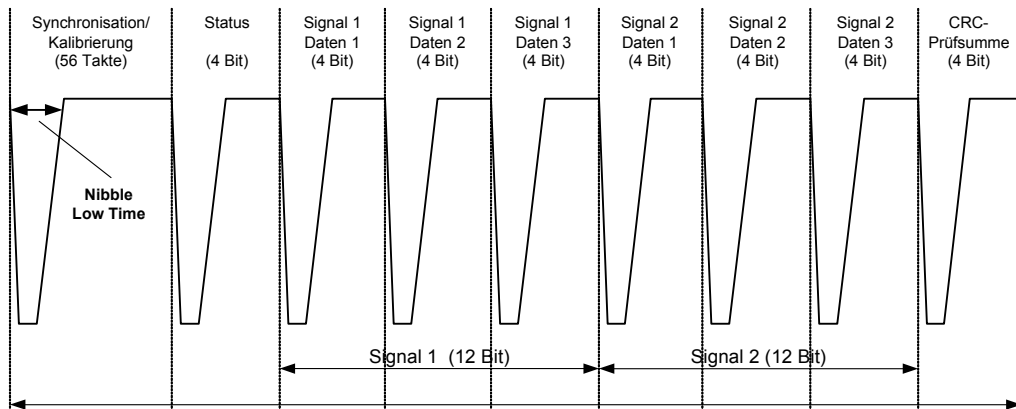 Synchronisation/
Kalibrierung
(56 Takte)
Status
(4 Bit)
Signal 1
Daten 1
(4 Bit)
Signal 1
Daten 2
(4 Bit)
Signal 1
Daten 3
(4 Bit)
Signal 2
Daten 1
(4 Bit)
Signal 2
Daten 2
(4 Bit)
Signal 2
Daten 3
(4 Bit)
CRC-
Prüfsumme
(4 Bit)
Nibble
Low Time
Signal 1 (12 Bit)
Signal 2 (12 Bit)